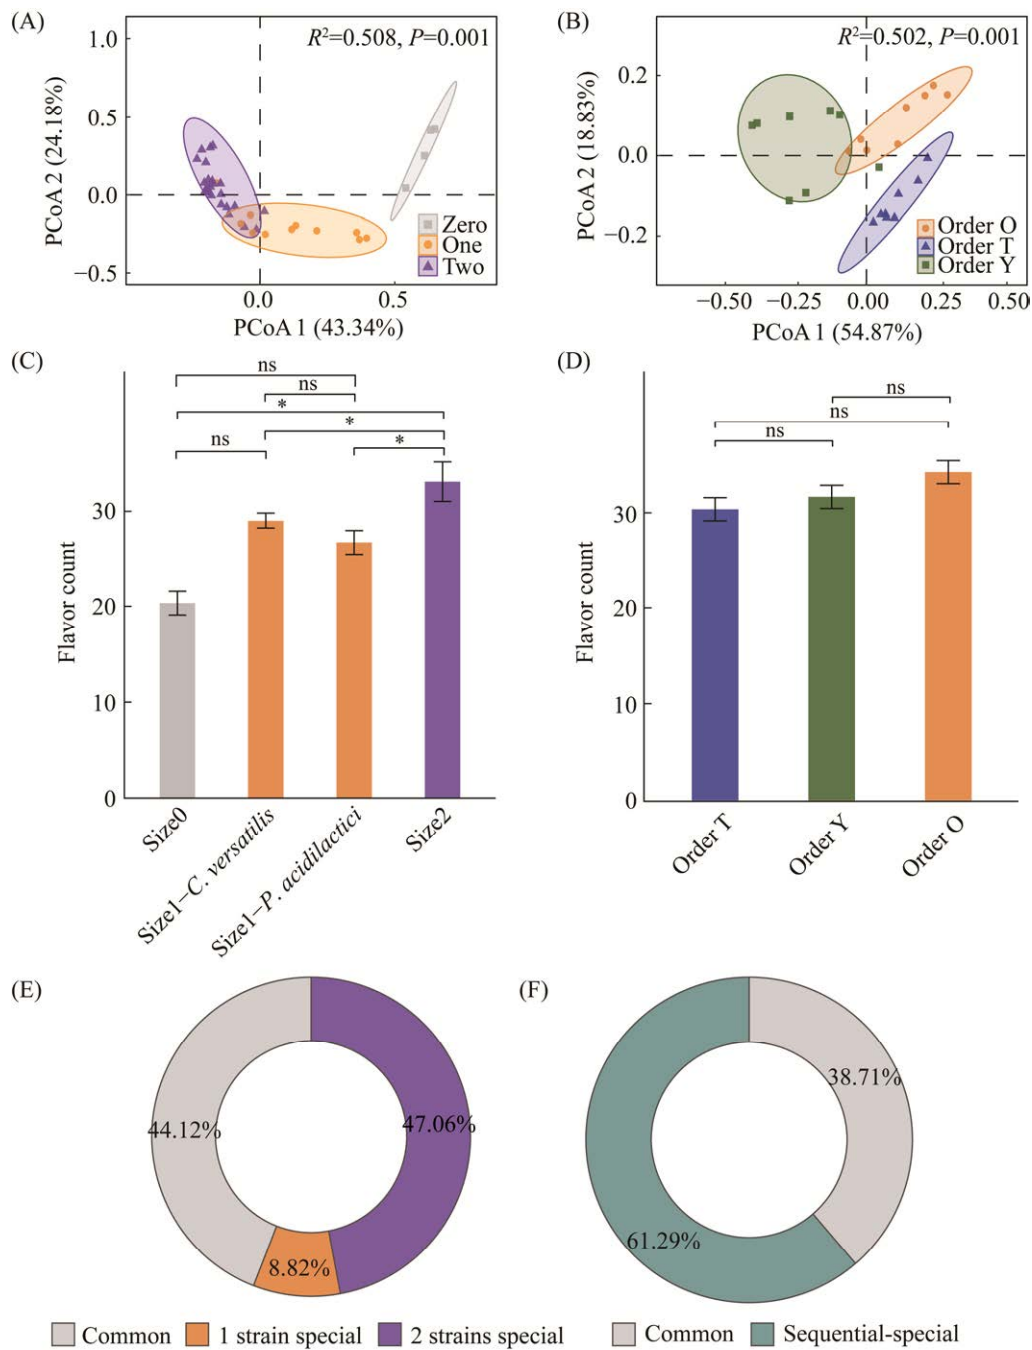 (A)
R²=0.508, P=0.001
1.0
0.5
0.0
−0.5
PCoA 2 (24.18%)
Zero
One
Two
0.0
0.5
PCoA 1 (43.34%)
(B)
R²=0.502, P=0.001
0.2
0.0
−0.2
PCoA 2 (18.83%)
Order O
Order T
Order Y
−0.50
−0.25
0.00
0.25
0.50
PCoA 1 (54.87%)
(C)
ns
ns
*
*
ns
*
30
20
10
0
Flavor count
Size0
Size1−C. versatilis
Size1−P. acidilactici
Size2
(D)
ns
ns
ns
30
20
10
0
Flavor count
Order T
Order Y
Order O
(E)
44.12%
47.06%
8.82%
Common
1 strain special
2 strains special
(F)
38.71%
61.29%
Common
Sequential-special